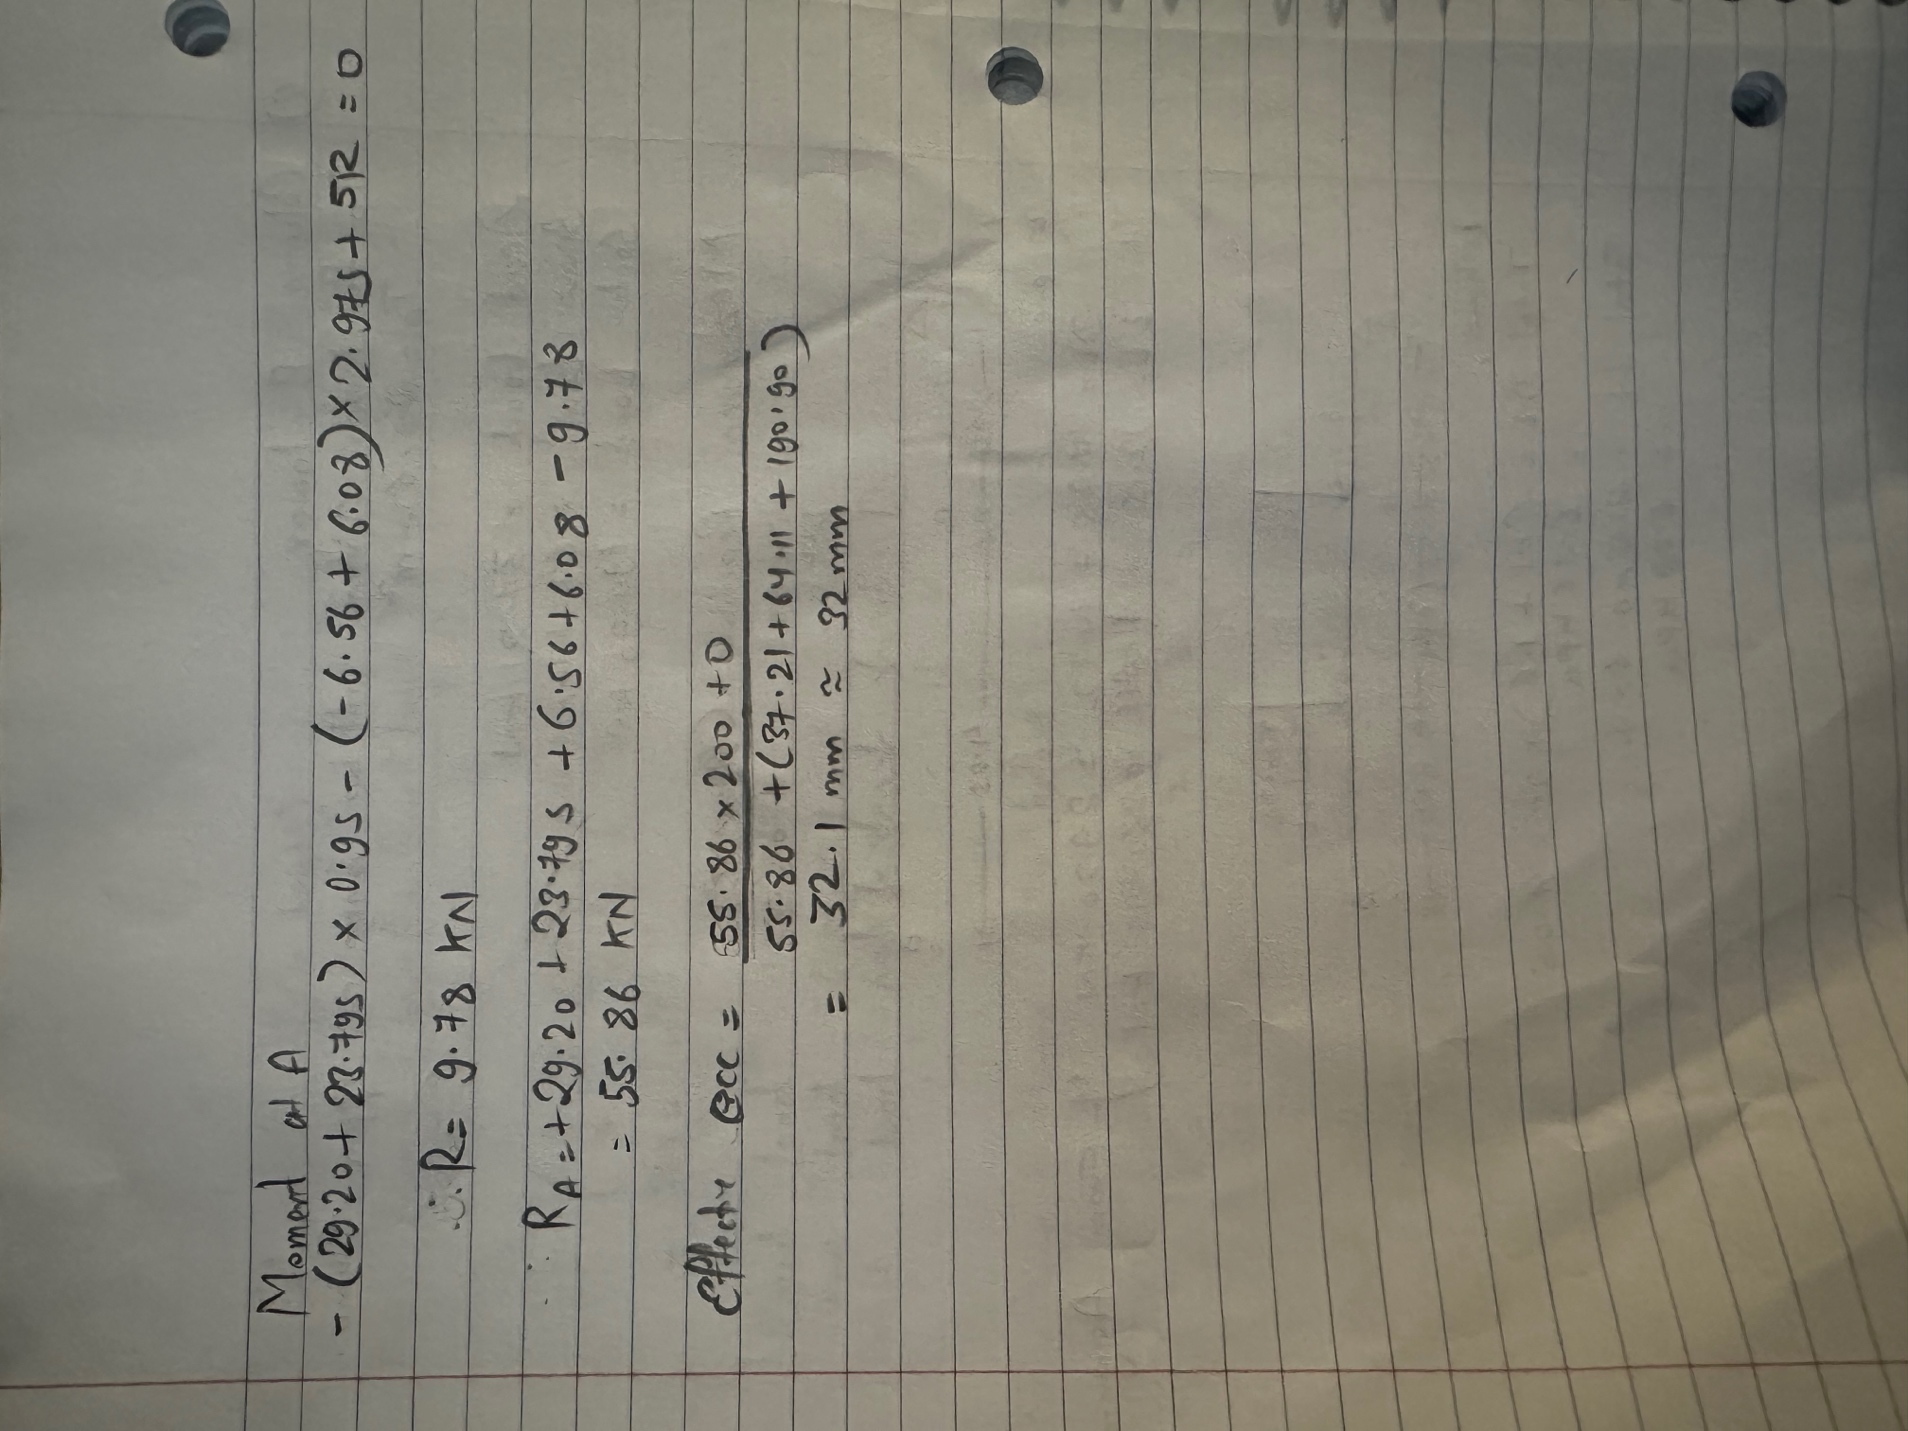 Moment at A
- (29.20 + 23.795) × 0.95 - (-6.56 + 6.08) × 2.975 + 5R = 0
∴ R = 9.78 KN
∴ RA = +29.20 + 23.795 + 6.56 + 6.08 - 9.78
= 55.86 KN
Effectiv ecc = 55.86 × 200 + 0
55.86 + (37.21 + 64.11 + 190.90)
= 32.1 mm ≈ 32 mm